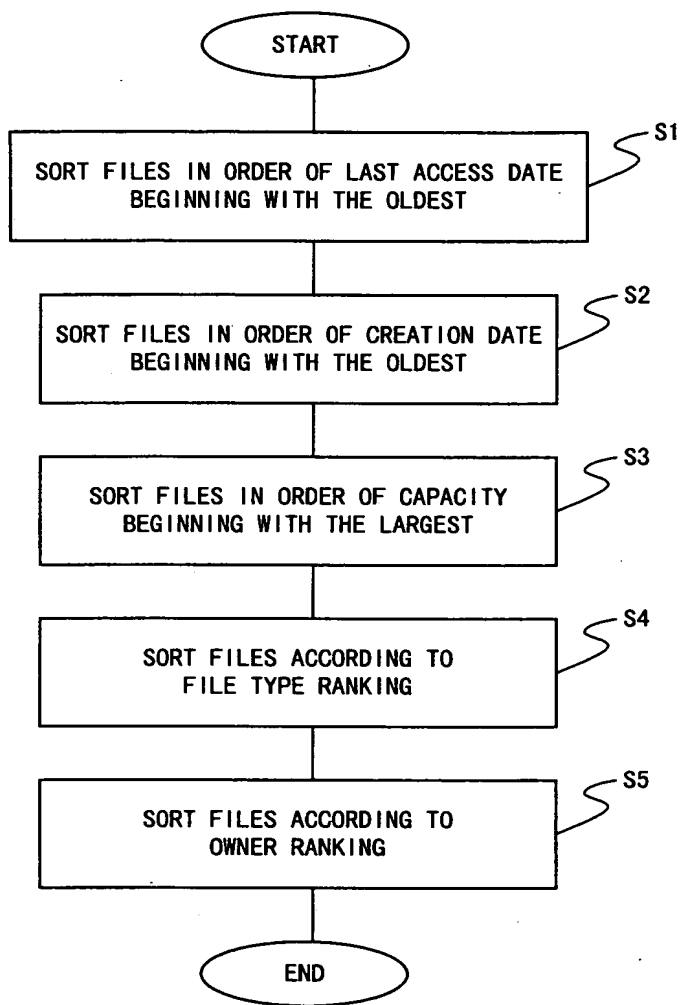 START
S1
SORT FILES IN ORDER OF LAST ACCESS DATE
BEGINNING WITH THE OLDEST
S2
SORT FILES IN ORDER OF CREATION DATE
BEGINNING WITH THE OLDEST
S3
SORT FILES IN ORDER OF CAPACITY
BEGINNING WITH THE LARGEST
S4
SORT FILES ACCORDING TO
FILE TYPE RANKING
S5
SORT FILES ACCORDING TO
OWNER RANKING
END